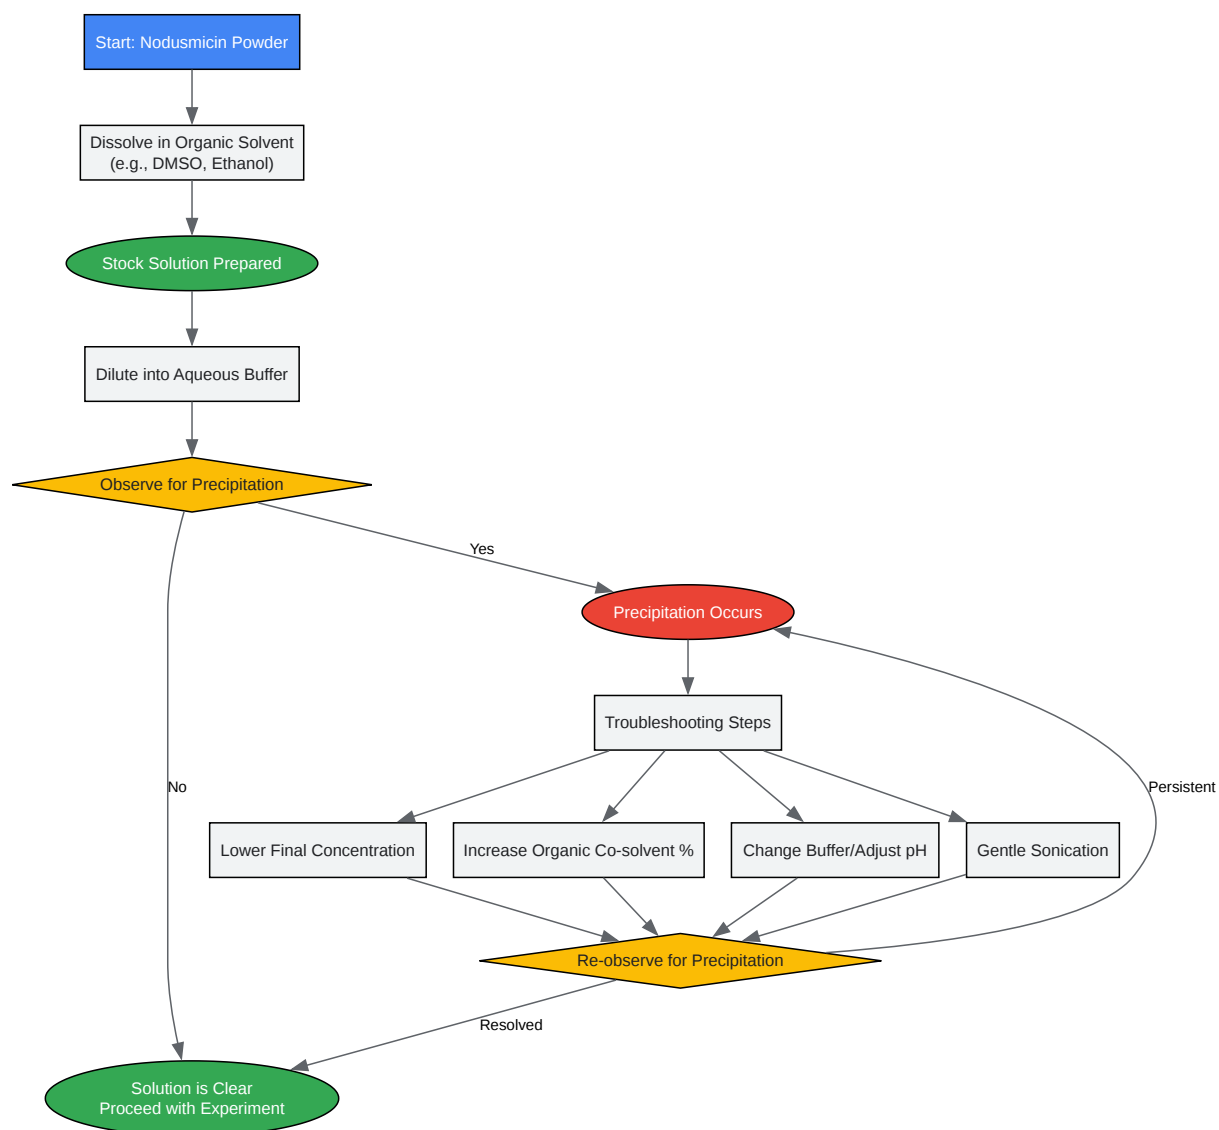 Start: Nodusmicin Powder
Dissolve in Organic Solvent
(e.g., DMSO, Ethanol)
Stock Solution Prepared
Dilute into Aqueous Buffer
Observe for Precipitation
Yes
Precipitation Occurs
Troubleshooting Steps
No
Persistent
Lower Final Concentration
Increase Organic Co-solvent %
Change Buffer/Adjust pH
Gentle Sonication
Re-observe for Precipitation
Resolved
Solution is Clear
Proceed with Experiment